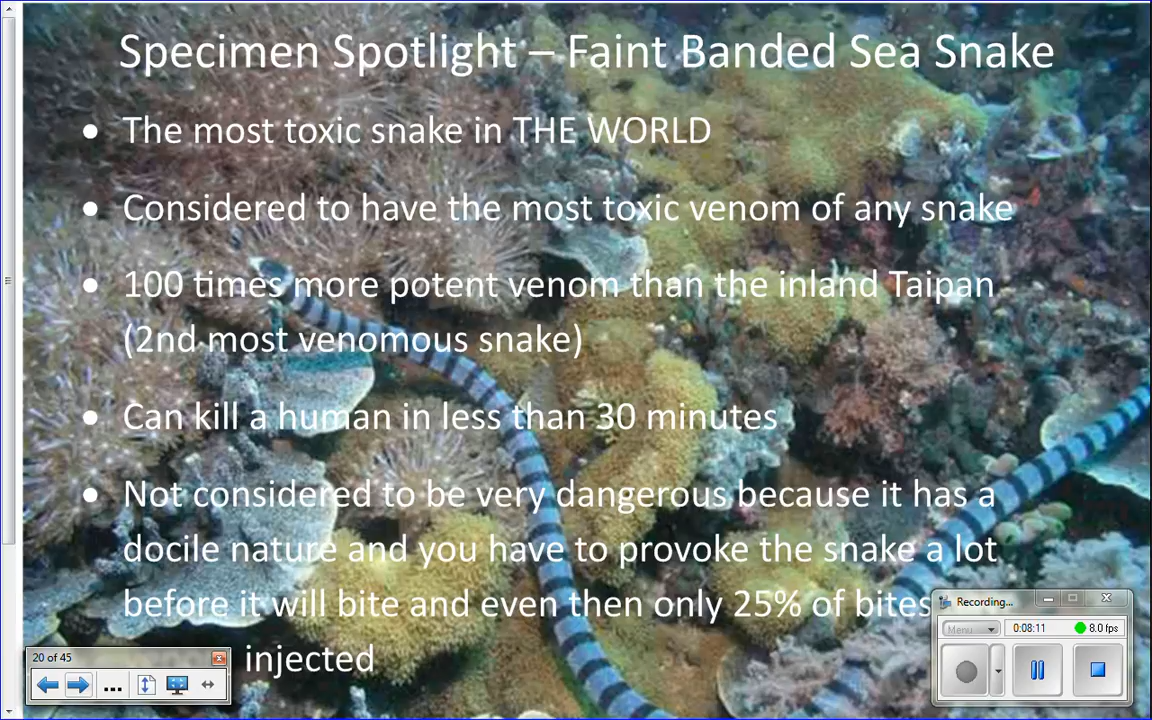 Specimen Spotlight – Faint Banded Sea Snake
● The most toxic snake in THE WORLD
● Considered to have the most toxic venom of any snake
● 100 times more potent venom than the inland Taipan
(2nd most venomous snake)
● Can kill a human in less than 30 minutes
● Not considered to be very dangerous because it has a
docile nature and you have to provoke the snake a lot
before it will bite and even then only 25% of bites
injected
Recording...
Menu
0:08:11
8.0 fps
20 of 45
...